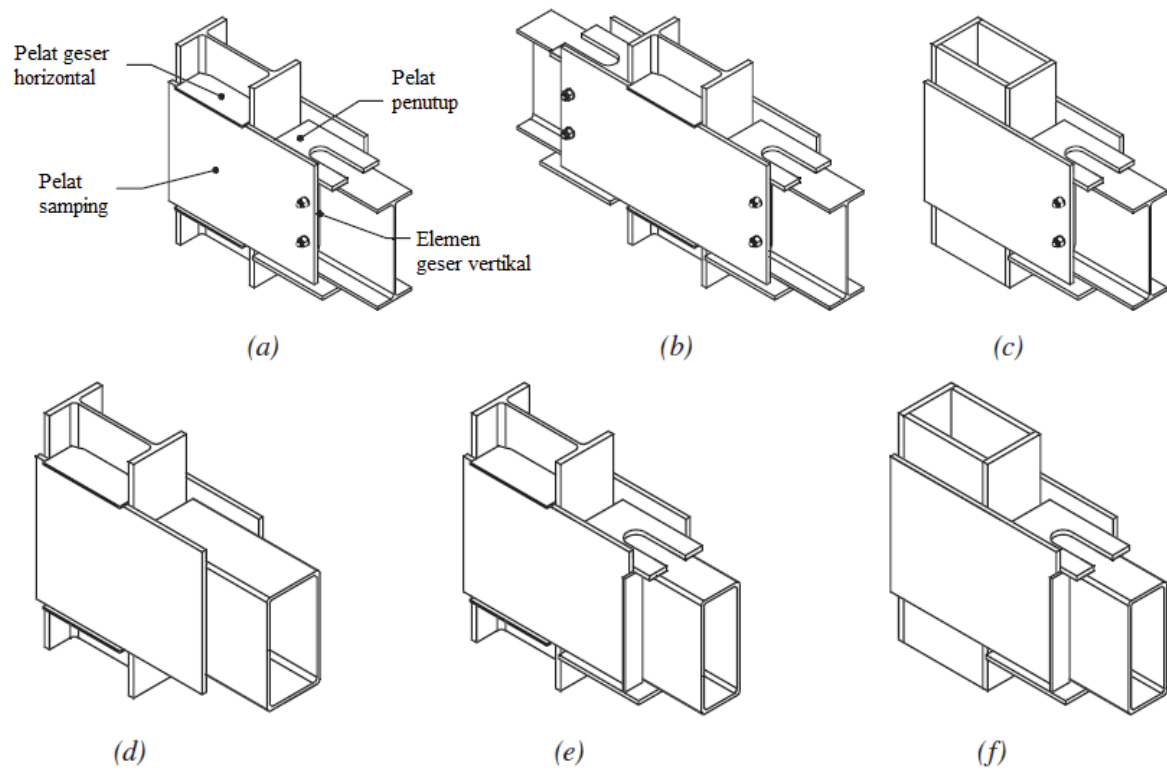 Pelat geser
horizontal
Pelat
penutup
Pelat
samping
Elemen
geser vertikal
(a)
(b)
(c)
(d)
(e)
(f)